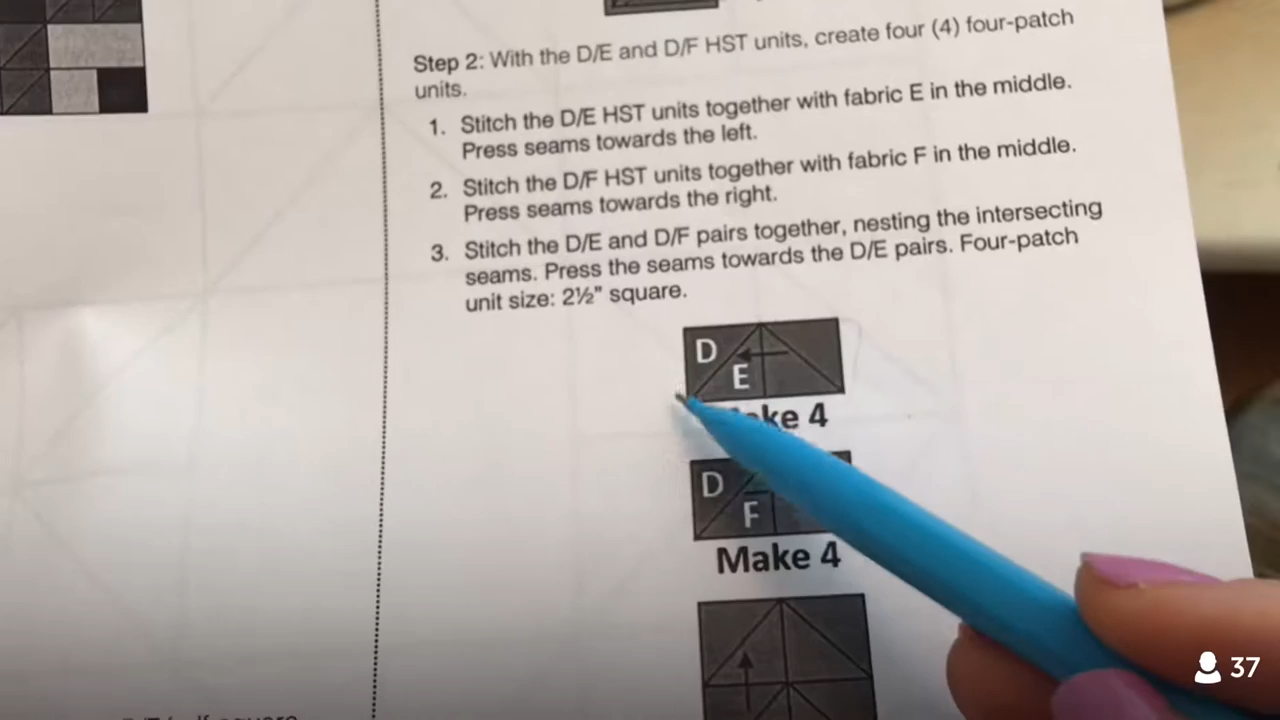 Step 2: With the D/E and D/F HST units, create four (4) four-patch
units.
1. Stitch the D/E HST units together with fabric E in the middle.
Press seams towards the left.
2. Stitch the D/F HST units together with fabric F in the middle.
Press seams towards the right.
3. Stitch the D/E and D/F pairs together, nesting the intersecting
seams. Press the seams towards the D/E pairs. Four-patch
unit size: 2½" square.
D
E
ke 4
D
F
Make 4
37